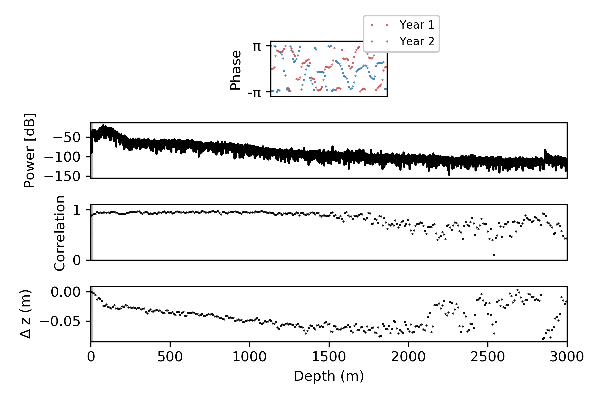 Year 1
Year 2
π
-π
Phase
−50
−100
−150
Power [dB]
1
0
Correlation
0.00
−0.05
Δ z (m)
0 500 1000 1500 2000 2500 3000
Depth (m)